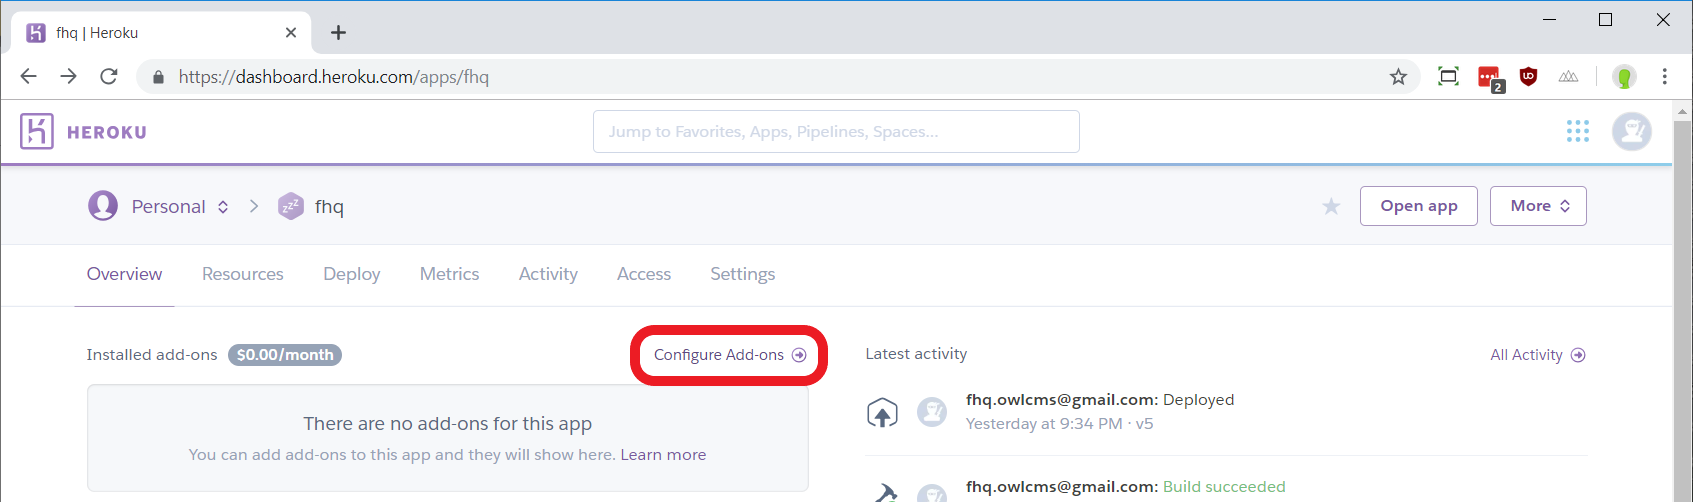 fhq | Heroku
https://dashboard.heroku.com/apps/fhq
2
HEROKU
Jump to Favorites, Apps, Pipelines, Spaces...
Personal
zzz
fhq
Open app
More
Overview Resources Deploy Metrics Activity Access Settings
Installed add-ons $0.00/month
Configure Add-ons
Latest activity
All Activity
There are no add-ons for this app
You can add add-ons to this app and they will show here. Learn more
fhq.owlcms@gmail.com: Deployed
Yesterday at 9:34 PM · v5
fhq.owlcms@gmail.com: Build succeeded